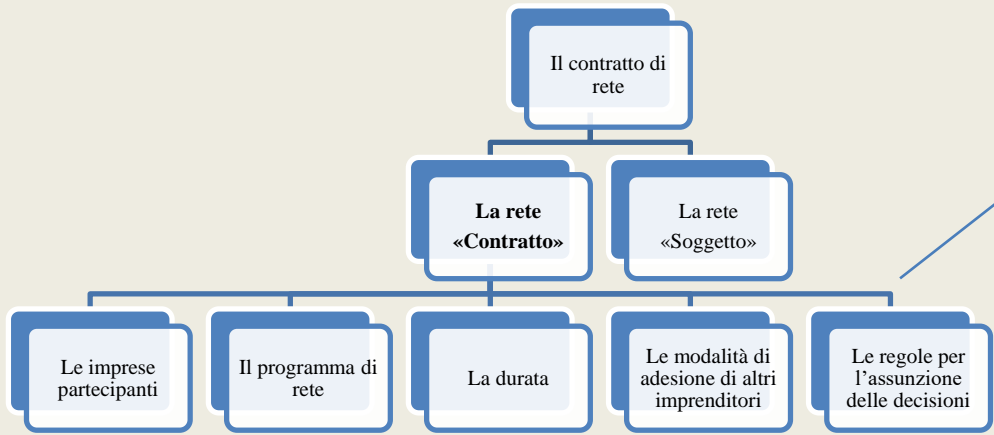 Il contratto di
rete
La rete
«Contratto»
La rete
«Soggetto»
Le imprese
partecipanti
Il programma di
rete
La durata
Le modalità di
adesione di altri
imprenditori
Le regole per
l’assunzione
delle decisioni